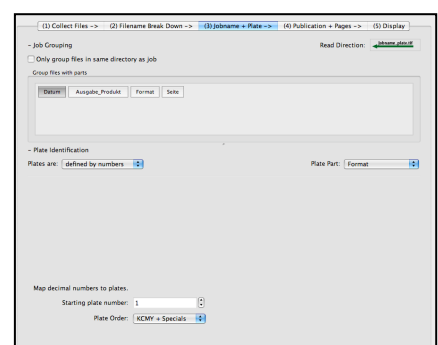 (1) Collect Files -> (2) Filename Break Down -> (3) Jobname + Plate -> (4) Publication + Pages -> (5) Display
– Job Grouping Read Direction: jobname_plate.tif
Only group files in same directory as job
Group files with parts
Datum Ausgabe_Produkt Format Seite
– Plate Identification
Plates are: defined by numbers Plate Part: Format
Map decimal numbers to plates.
Starting plate number: 1
Plate Order: KCMY + Specials